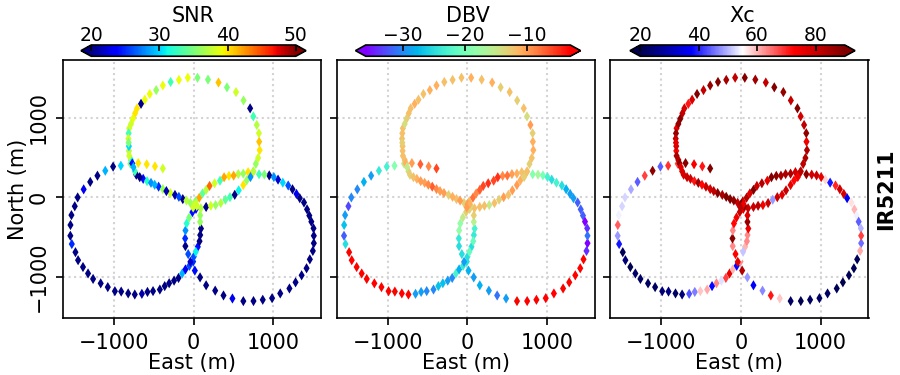 SNR
20 30 40 50
DBV
−30 −20 −10
Xc
20 40 60 80
North (m)
1000
0
−1000
−1000 0 1000
East (m)
−1000 0 1000
East (m)
−1000 0 1000
East (m)
IR5211